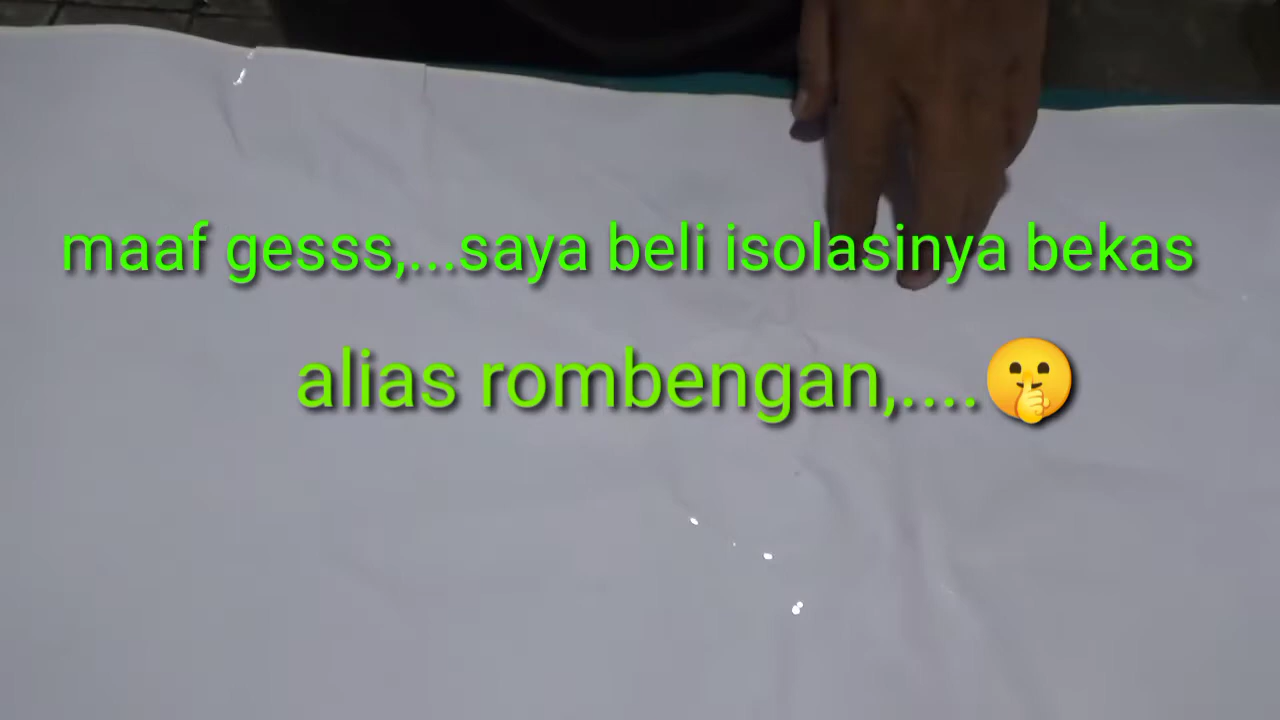 maaf gesss,...saya beli isolasinya bekas
alias rombengan,....🤫